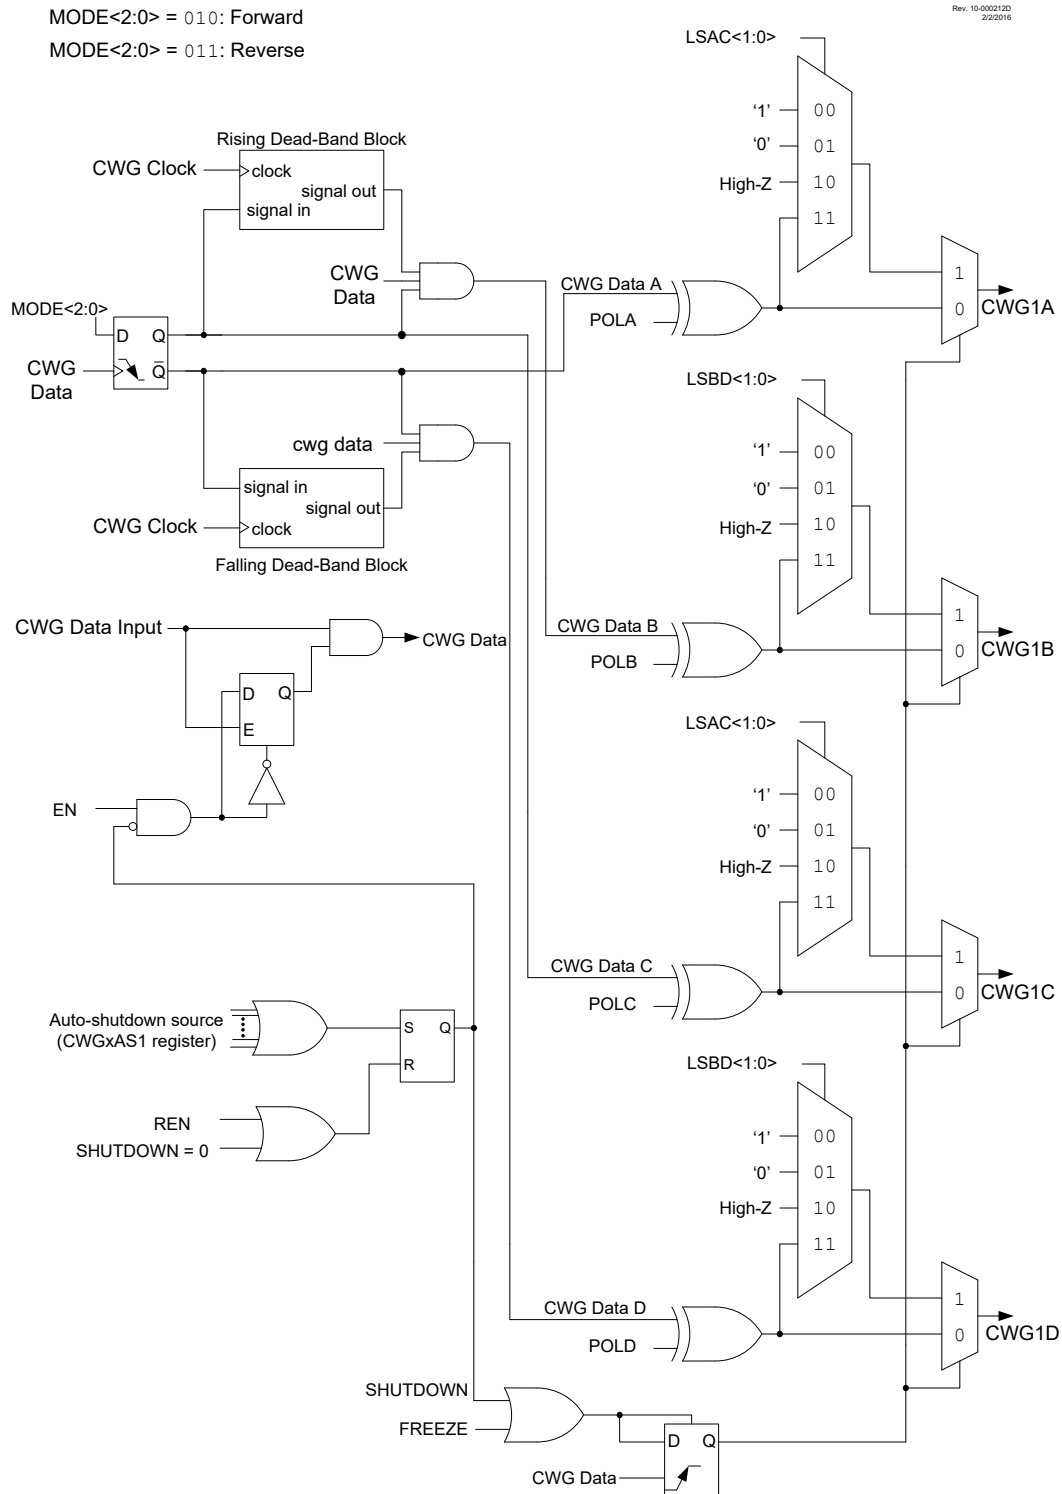 Rev. 10-000212D
2/2/2016
MODE<2:0> = 010: Forward
MODE<2:0> = 011: Reverse
LSAC<1:0>
'1'
00
'0'
01
High-Z
10
11
Rising Dead-Band Block
CWG Clock
clock
signal out
signal in
CWG
Data
CWG Data A
POLA
1
0
CWG1A
MODE<2:0>
D
Q
CWG
Data
Q
LSBD<1:0>
'1'
00
'0'
01
High-Z
10
11
cwg data
signal in
signal out
CWG Clock
clock
Falling Dead-Band Block
CWG Data Input
CWG Data
CWG Data B
POLB
1
0
CWG1B
D
Q
E
EN
LSAC<1:0>
'1'
00
'0'
01
High-Z
10
11
CWG Data C
POLC
1
0
CWG1C
Auto-shutdown source
(CWGxAS1 register)
S
Q
R
REN
SHUTDOWN = 0
LSBD<1:0>
'1'
00
'0'
01
High-Z
10
11
CWG Data D
POLD
1
0
CWG1D
SHUTDOWN
FREEZE
D
Q
CWG Data